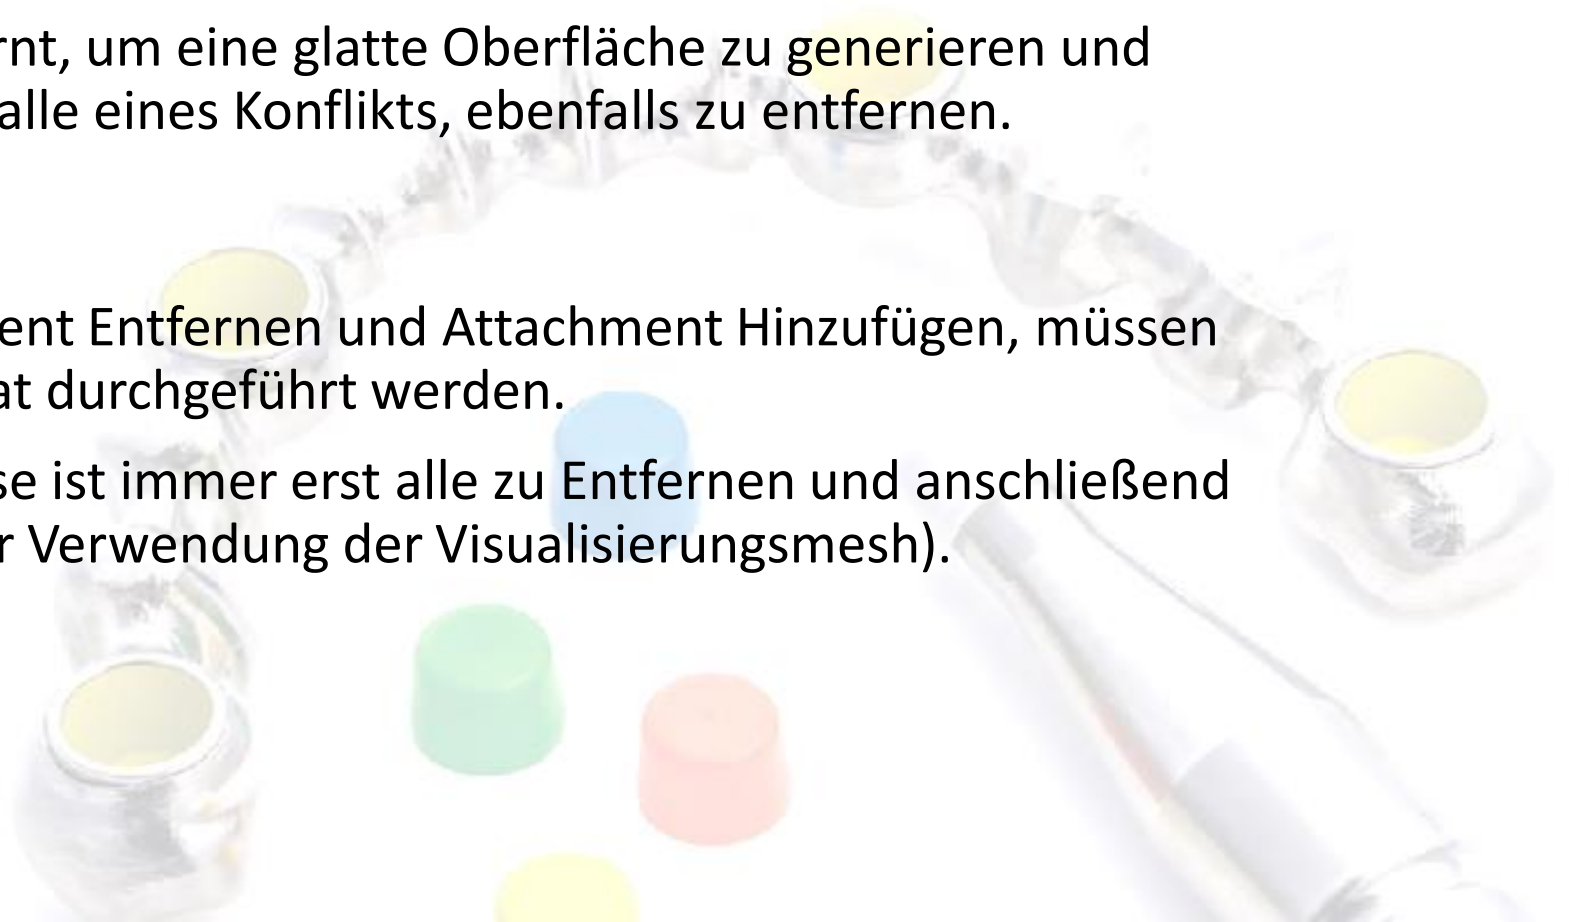 rnt, um eine glatte Oberfläche zu generieren und
alle eines Konflikts, ebenfalls zu entfernen.
ent Entfernen und Attachment Hinzufügen, müssen
at durchgeführt werden.
se ist immer erst alle zu Entfernen und anschließend
r Verwendung der Visualisierungsmesh).